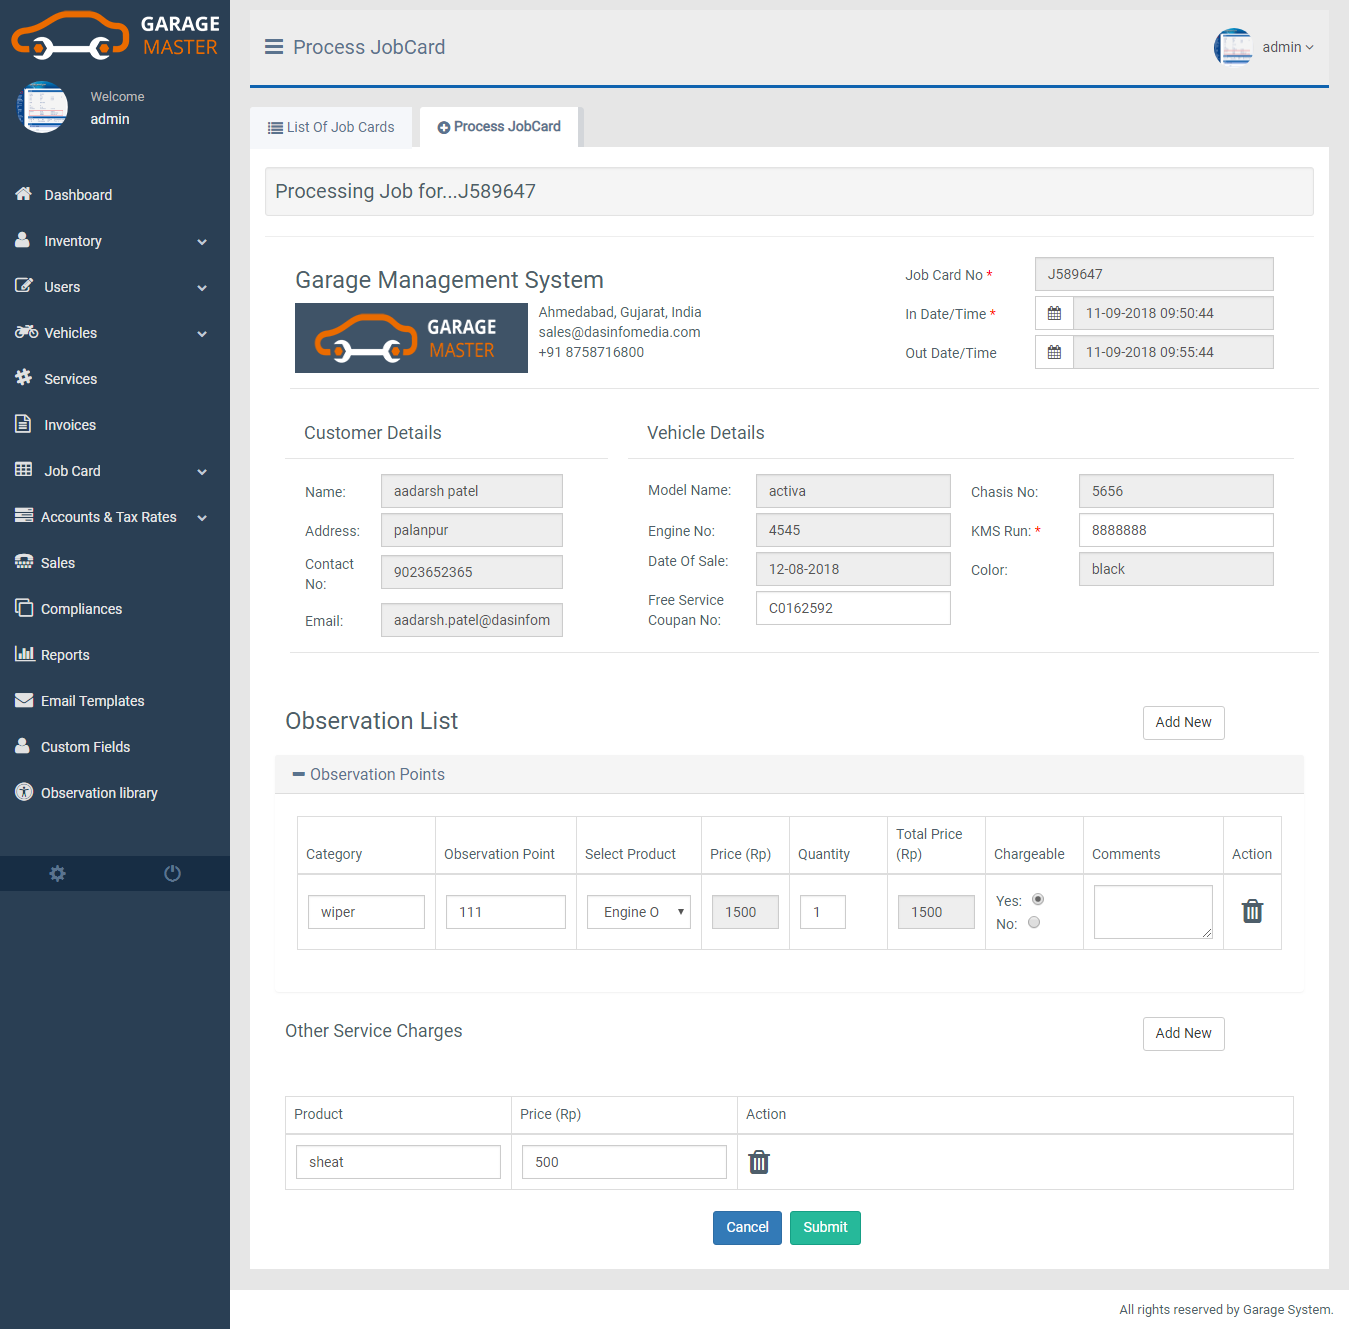 GARAGE
MASTER
Welcome
admin
Dashboard
Inventory
Users
Vehicles
Services
Invoices
Job Card
Accounts & Tax Rates
Sales
Compliances
Reports
Email Templates
Custom Fields
Observation library
Process JobCard
admin
List Of Job Cards
Process JobCard
Processing Job for...J589647
Garage Management System
GARAGE
MASTER
Ahmedabad, Gujarat, India
sales@dasinfomedia.com
+91 8758716800
Job Card No * J589647
In Date/Time * 11-09-2018 09:50:44
Out Date/Time 11-09-2018 09:55:44
Customer Details
Name: aadarsh patel
Address: palanpur
Contact No: 9023652365
Email: aadarsh.patel@dasinfom
Vehicle Details
Model Name: activa
Chasis No: 5656
Engine No: 4545
KMS Run: * 8888888
Date Of Sale: 12-08-2018
Color: black
Free Service Coupan No: C0162592
Observation List
Add New
Observation Points
Category Observation Point Select Product Price (Rp) Quantity Total Price (Rp) Chargeable Comments Action
wiper 111 Engine O 1500 1 1500 Yes:
No:
Other Service Charges
Add New
Product Price (Rp) Action
sheat 500
Cancel Submit
All rights reserved by Garage System.